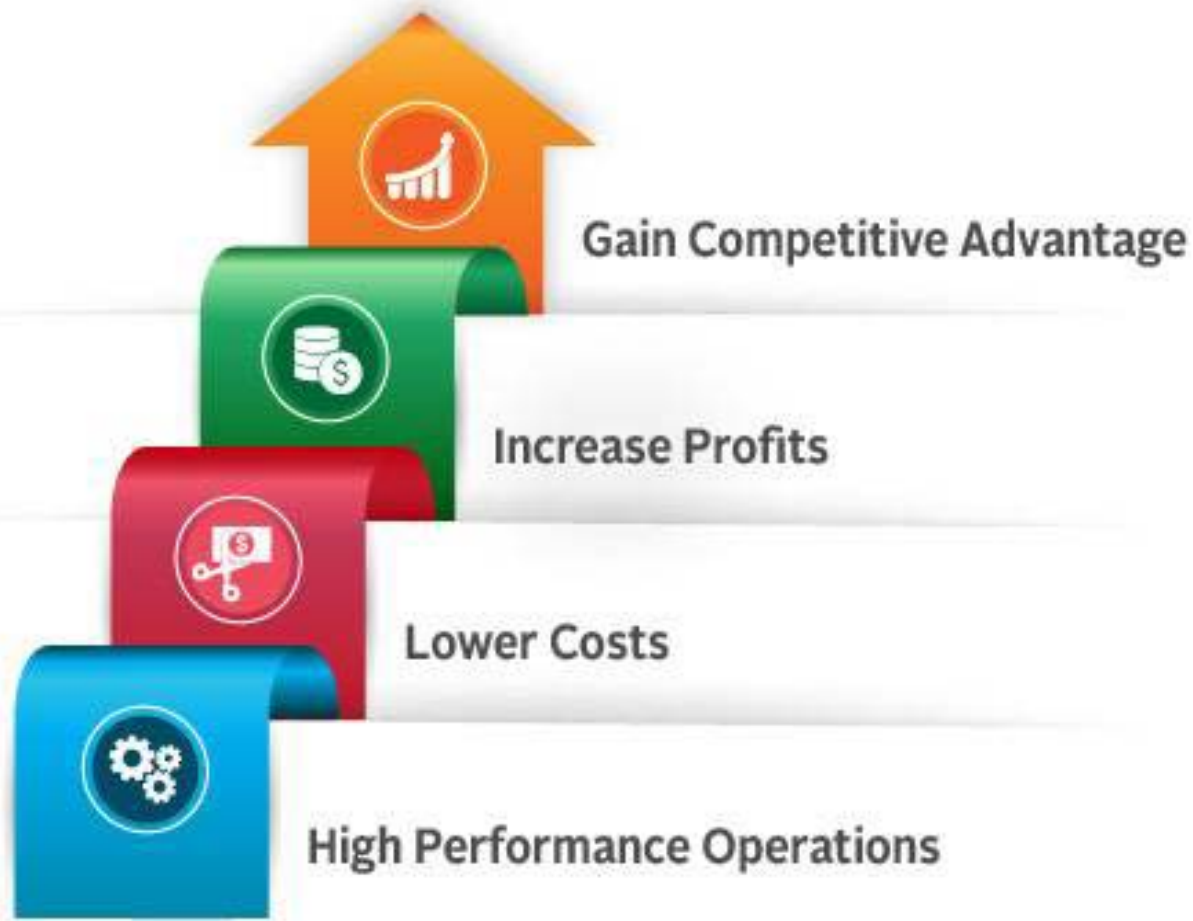 Gain Competitive Advantage
$
Increase Profits
$
Lower Costs
High Performance Operations